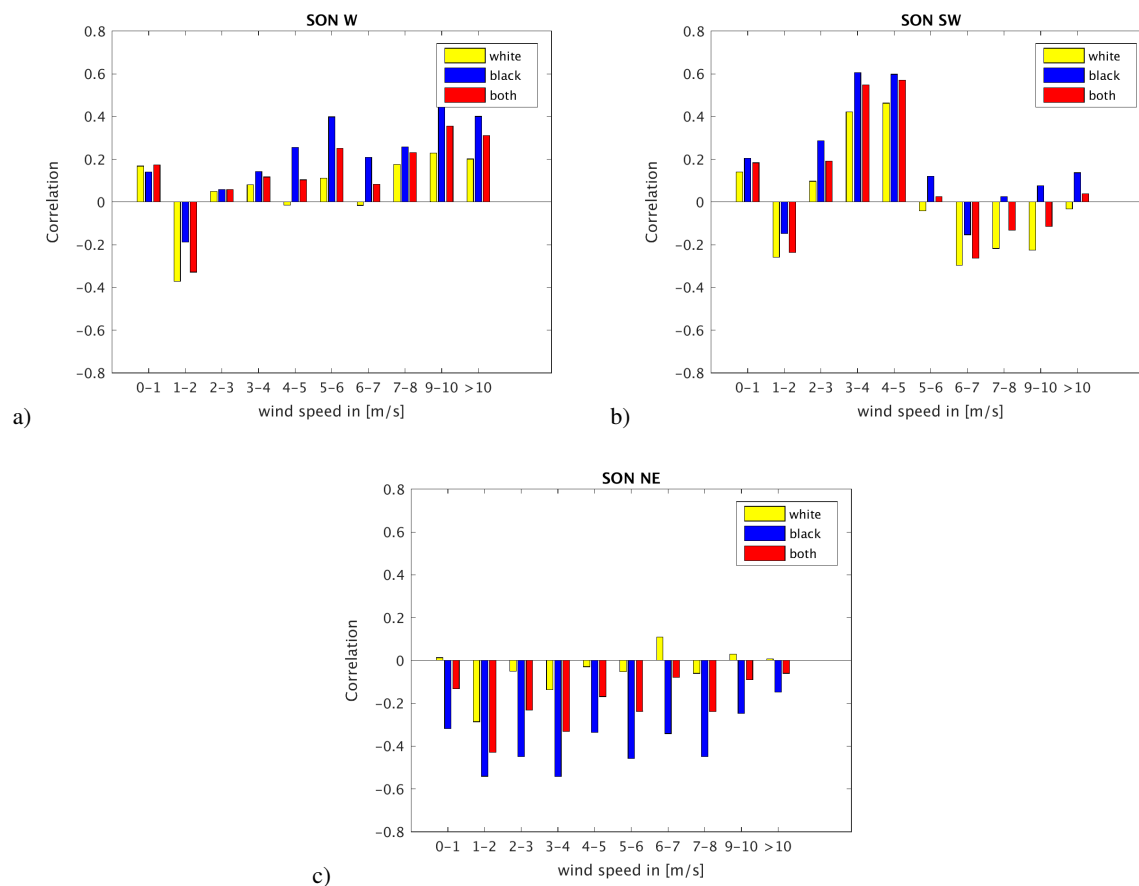 SON W
0.8
0.6
0.4
0.2
0
-0.2
-0.4
-0.6
-0.8
Correlation
white
black
both
0-1 1-2 2-3 3-4 4-5 5-6 6-7 7-8 9-10 >10
wind speed in [m/s]
a)
SON SW
0.8
0.6
0.4
0.2
0
-0.2
-0.4
-0.6
-0.8
Correlation
white
black
both
0-1 1-2 2-3 3-4 4-5 5-6 6-7 7-8 9-10 >10
wind speed in [m/s]
b)
SON NE
0.8
0.6
0.4
0.2
0
-0.2
-0.4
-0.6
-0.8
Correlation
white
black
both
0-1 1-2 2-3 3-4 4-5 5-6 6-7 7-8 9-10 >10
wind speed in [m/s]
c)